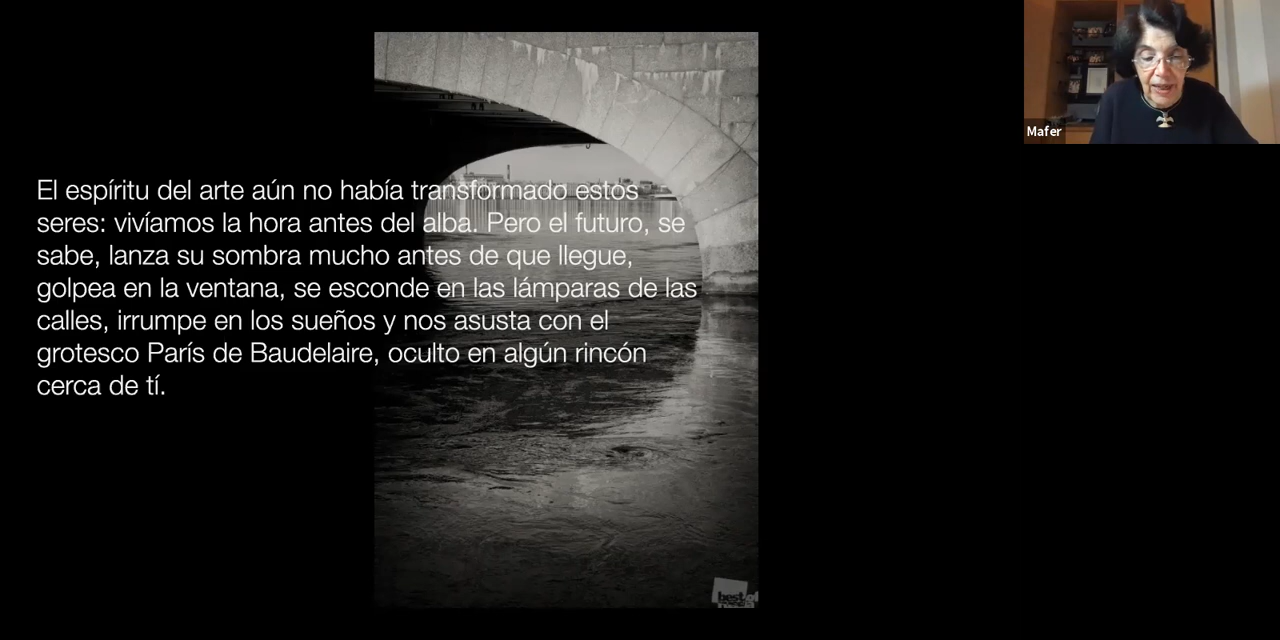 El espíritu del arte aún no había transformado estos
seres: vivíamos la hora antes del alba. Pero el futuro, se
sabe, lanza su sombra mucho antes de que llegue,
golpea en la ventana, se esconde en las lámparas de las
calles, irrumpe en los sueños y nos asusta con el
grotesco París de Baudelaire, oculto en algún rincón
cerca de tí.
Mafer
best of